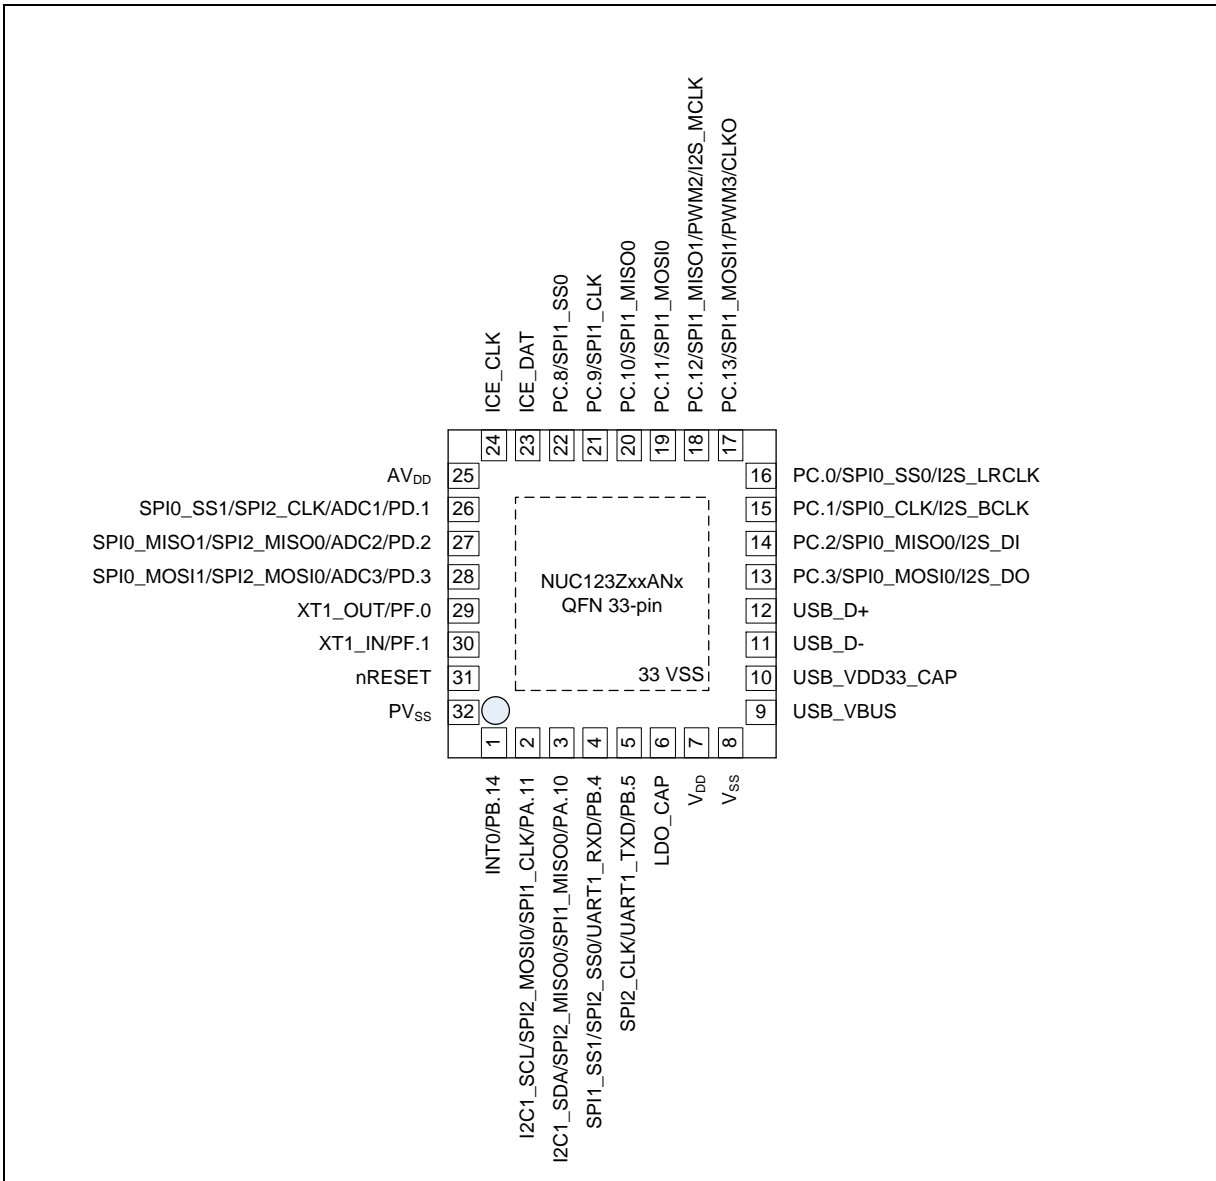 ICE_CLK
ICE_DAT
PC.8/SPI1_SS0
PC.9/SPI1_CLK
PC.10/SPI1_MISO0
PC.11/SPI1_MOSI0
PC.12/SPI1_MISO1/PWM2/I2S_MCLK
PC.13/SPI1_MOSI1/PWM3/CLKO
24
23
22
21
20
19
18
17
AVDD 25
SPI0_SS1/SPI2_CLK/ADC1/PD.1 26
SPI0_MISO1/SPI2_MISO0/ADC2/PD.2 27
SPI0_MOSI1/SPI2_MOSI0/ADC3/PD.3 28
XT1_OUT/PF.0 29
XT1_IN/PF.1 30
nRESET 31
PVSS 32
NUC123ZxxANx
QFN 33-pin
33 VSS
16 PC.0/SPI0_SS0/I2S_LRCLK
15 PC.1/SPI0_CLK/I2S_BCLK
14 PC.2/SPI0_MISO0/I2S_DI
13 PC.3/SPI0_MOSI0/I2S_DO
12 USB_D+
11 USB_D-
10 USB_VDD33_CAP
9 USB_VBUS
1
2
3
4
5
6
7
8
INT0/PB.14
I2C1_SCL/SPI2_MOSI0/SPI1_CLK/PA.11
I2C1_SDA/SPI2_MISO0/SPI1_MISO0/PA.10
SPI1_SS1/SPI2_SS0/UART1_RXD/PB.4
SPI2_CLK/UART1_TXD/PB.5
LDO_CAP
VDD
VSS